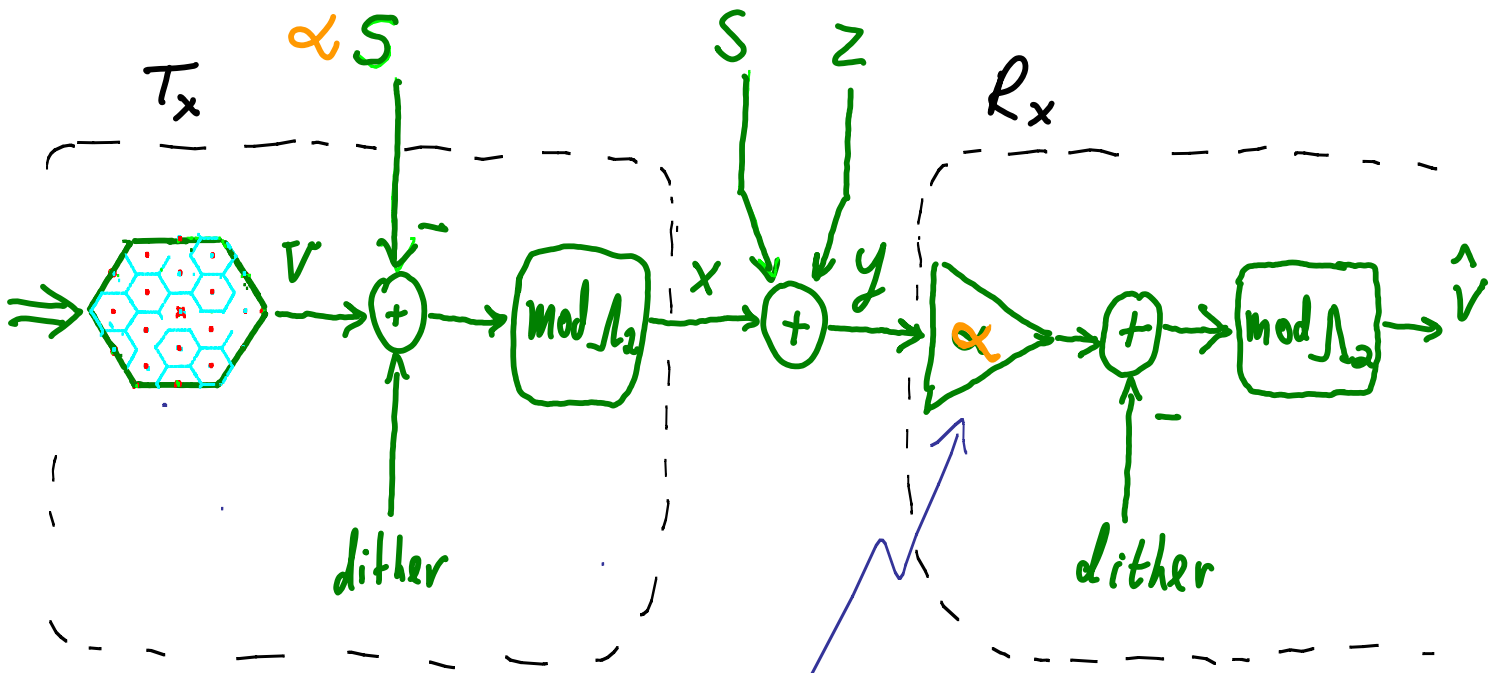 αS
S
Z
Tx
Rx
V
−
+
mod Λ2
x
+
y
α
+
−
mod Λ2
V̂
dither
dither